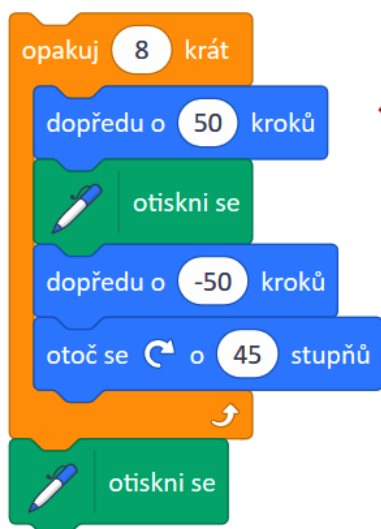 opakuj 8 krát
dopředu o 50 kroků
otiskni se
dopředu o -50 kroků
otoč se o 45 stupňů
otiskni se